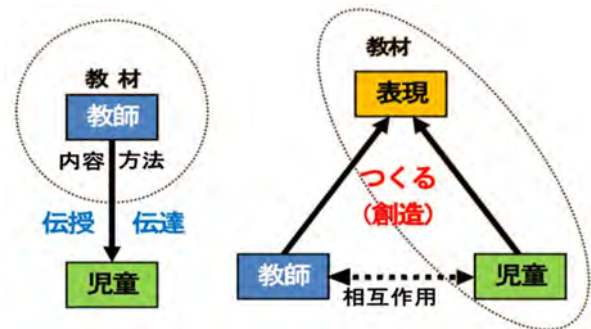 教材
教師
内容 方法
伝授 伝達
児童
教材
表現
つくる
(創造)
教師
児童
相互作用